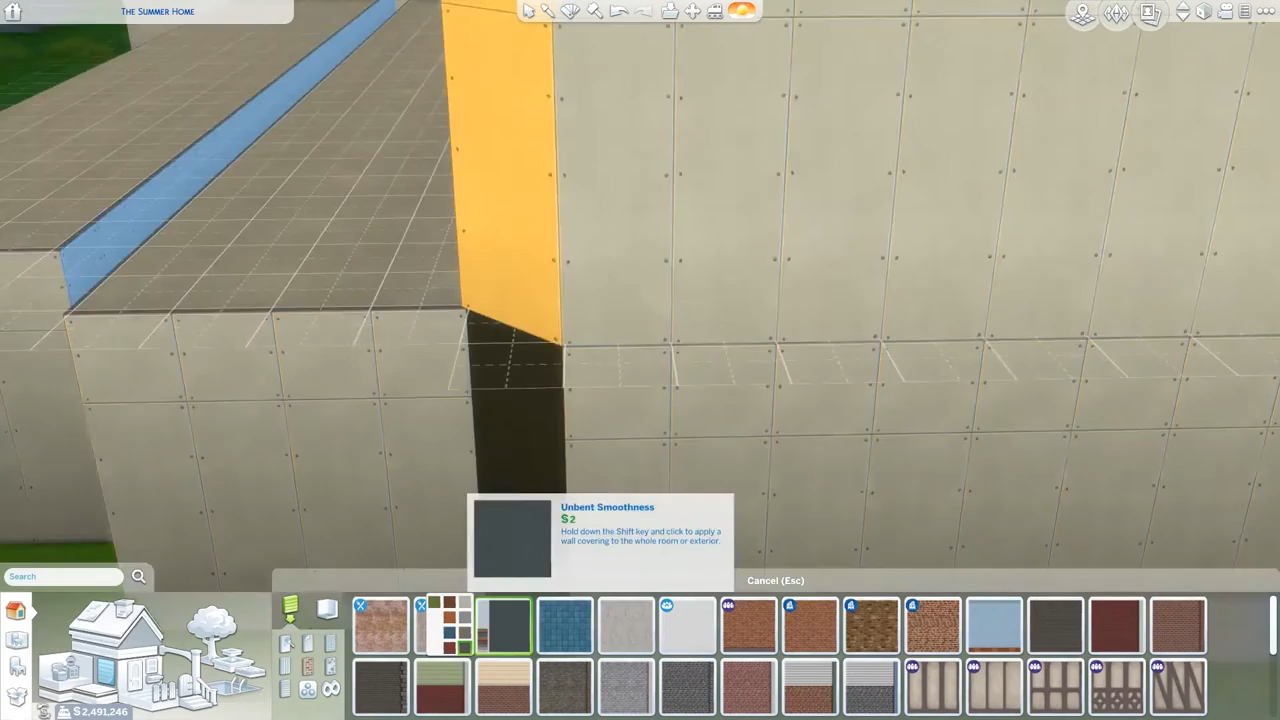 The Summer Home
Unbent Smoothness
§2
Hold down the Shift key and click to apply a
wall covering to the whole room or exterior.
Cancel (Esc)
Search
§2,491,246